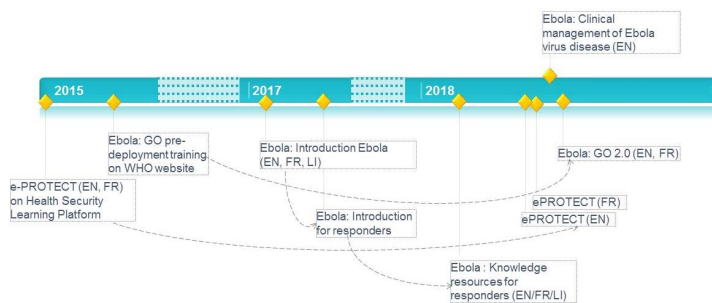 Ebola: Clinical
management of Ebola
virus disease (EN)
2015
2017
2018
Ebola: GO pre-
deployment training
on WHO website
Ebola: Introduction Ebola
(EN, FR, LI)
Ebola: GO 2.0 (EN, FR)
e-PROTECT (EN, FR)
on Health Security
Learning Platform
Ebola: Introduction
for responders
ePROTECT (FR)
ePROTECT (EN)
Ebola : Knowledge
resources for
responders (EN/FR/LI)